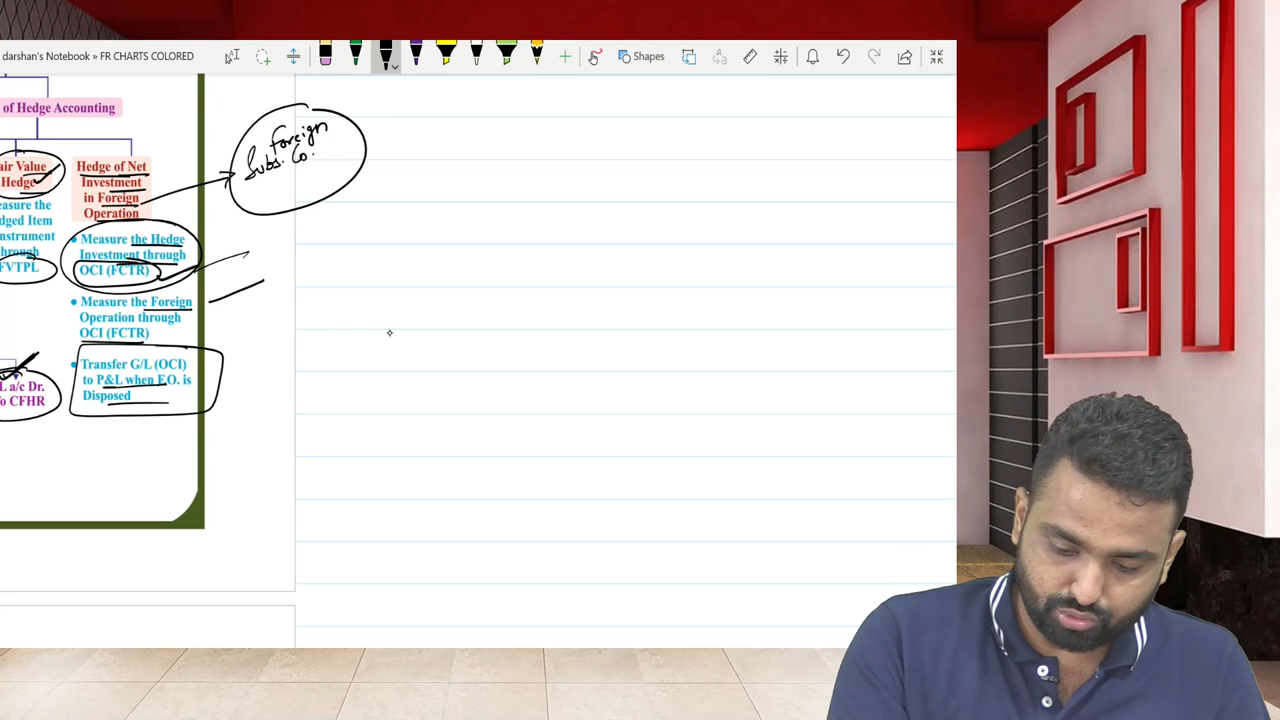 darshan's Notebook » FR CHARTS COLORED
Shapes
of Hedge Accounting
air Value
Hedge
easure the
dged Item
nstrument
hrough
FVTPL
L a/c Dr.
o CFHR
Hedge of Net
Investment
in Foreign
Operation
• Measure the Hedge
Investment through
OCI (FCTR)
• Measure the Foreign
Operation through
OCI (FCTR)
• Transfer G/L (OCI)
to P&L when F.O. is
Disposed
Foreign
Subs. Co.